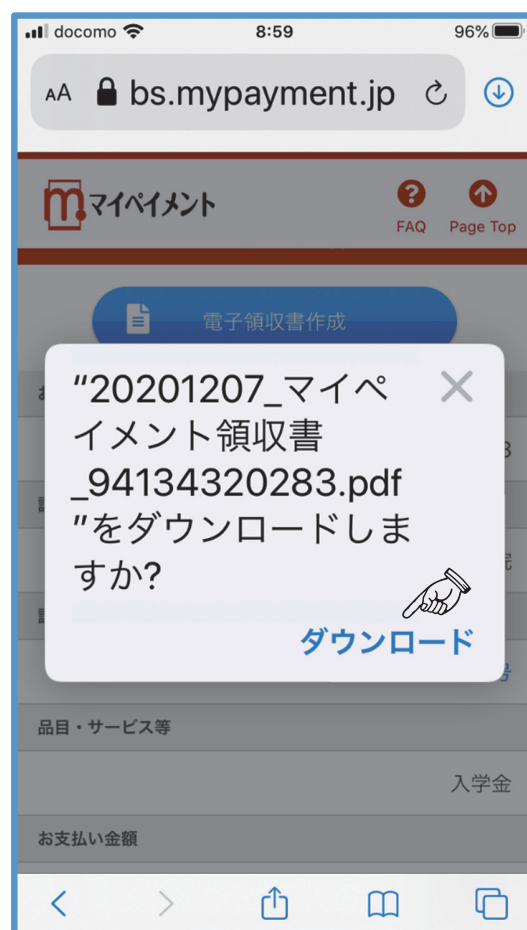 docomo 8:59 96%
AA bs.mypayment.jp
m.マイペイメント
FAQ Page Top
電子領収書作成
"20201207_マイペ
イメント領収書
_94134320283.pdf
"をダウンロードしま
すか?
ダウンロード
品目・サービス等
入学金
お支払い金額